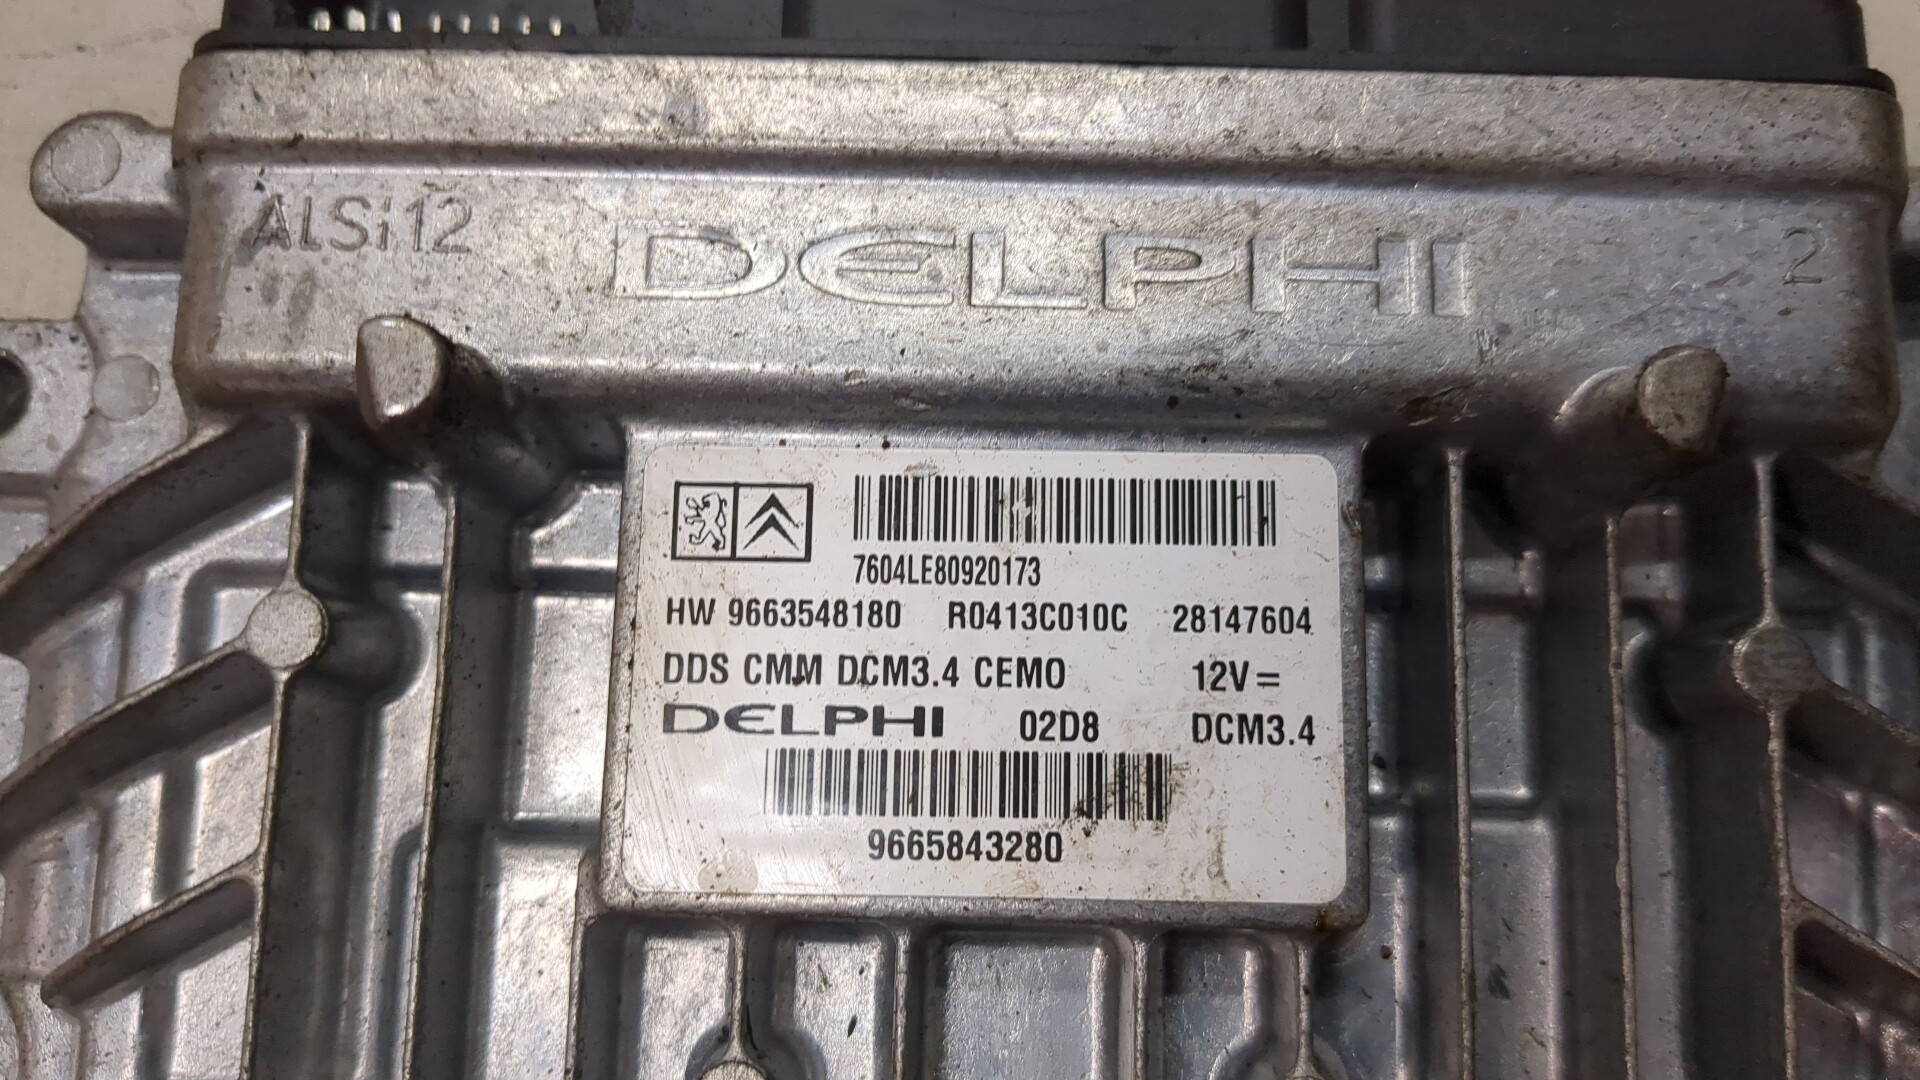 ALSi12 DELPHI 2
7604LE80920173
HW 9663548180 R0413C010C 28147604
DDS CMM DCM3.4 CEMO 12V=
DELPHI 02D8 DCM3.4
9665843280